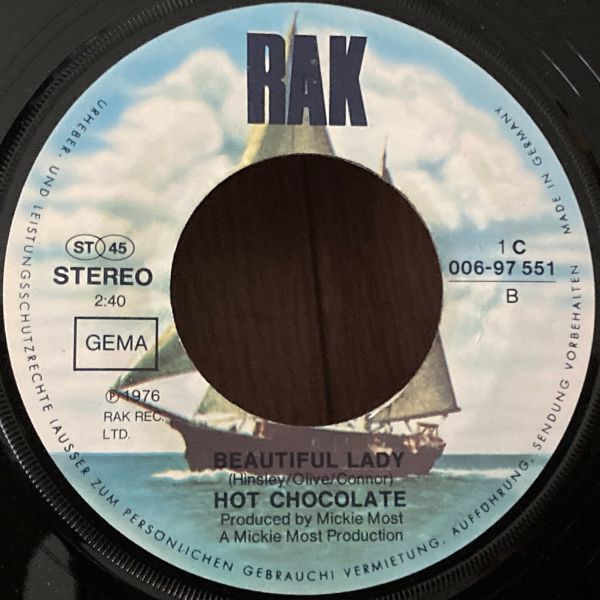 RAK
URHEBER- UND LEISTUNGSSCHUTZRECHTE (AUSSER ZUM PERSÖNLICHEN GEBRAUCH) VERMIETUNG, AUFFÜHRUNG, SENDUNG VORBEHALTEN · MADE IN GERMANY
ST 45
STEREO
2:40
GEMA
℗ 1976
RAK REC.
LTD.
1 C
006-97 551
B
BEAUTIFUL LADY
(Hinsley/Olive/Connor)
HOT CHOCOLATE
Produced by Mickie Most
A Mickie Most Production